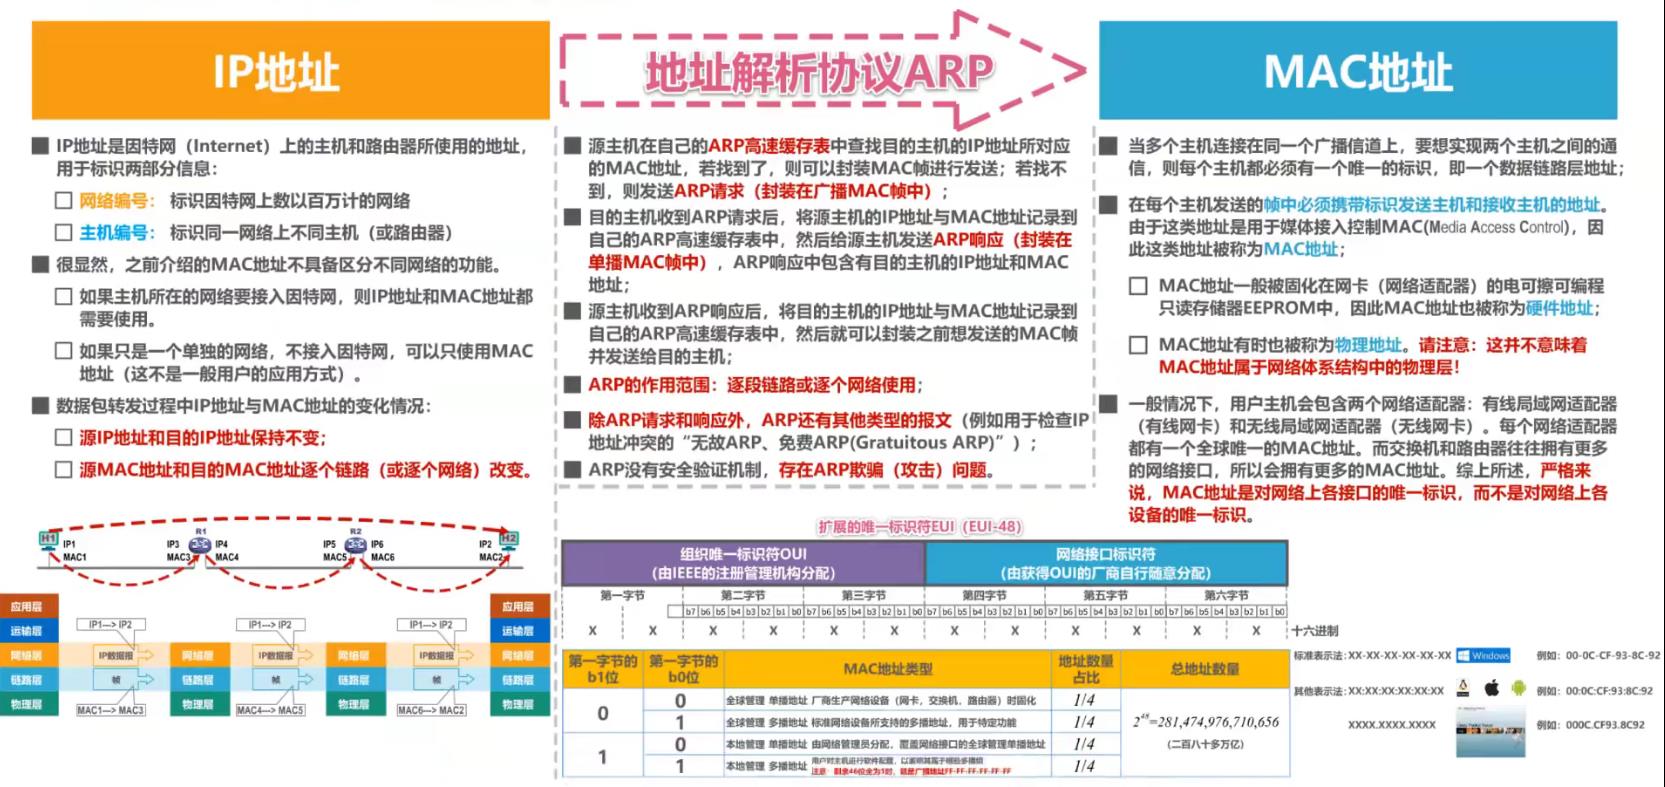 IP地址
■ IP地址是因特网（Internet）上的主机和路由器所使用的地址，
用于标识两部分信息：
□ 网络编号： 标识因特网上数以百万计的网络
□ 主机编号： 标识同一网络上不同主机（或路由器）
■ 很显然，之前介绍的MAC地址不具备区分不同网络的功能。
□ 如果主机所在的网络要接入因特网，则IP地址和MAC地址都
需要使用。
□ 如果只是一个单独的网络，不接入因特网，可以只使用MAC
地址（这不是一般用户的应用方式）。
■ 数据包转发过程中IP地址与MAC地址的变化情况：
□ 源IP地址和目的IP地址保持不变；
□ 源MAC地址和目的MAC地址逐个链路（或逐个网络）改变。
R1 R2
H1 IP1 IP3 IP4 IP5 IP6 IP2 H2
MAC1 MAC3 MAC4 MAC5 MAC6 MAC2
应用层 应用层
运输层 IP1---> IP2 IP1---> IP2 IP1---> IP2 运输层
网络层 IP数据报 网络层 IP数据报 网络层 IP数据报 网络层
链路层 帧 链路层 帧 链路层 帧 链路层
物理层 MAC1---> MAC3 物理层 MAC4---> MAC5 物理层 MAC6---> MAC2 物理层
地址解析协议ARP
■ 源主机在自己的ARP高速缓存表中查找目的主机的IP地址所对应
的MAC地址，若找到了，则可以封装MAC帧进行发送；若找不
到，则发送ARP请求（封装在广播MAC帧中）；
■ 目的主机收到ARP请求后，将源主机的IP地址与MAC地址记录到
自己的ARP高速缓存表中，然后给源主机发送ARP响应（封装在
单播MAC帧中），ARP响应中包含有目的主机的IP地址和MAC
地址；
■ 源主机收到ARP响应后，将目的主机的IP地址与MAC地址记录到
自己的ARP高速缓存表中，然后就可以封装之前想发送的MAC帧
并发送给目的主机；
■ ARP的作用范围：逐段链路或逐个网络使用；
■ 除ARP请求和响应外，ARP还有其他类型的报文（例如用于检查IP
地址冲突的“无故ARP、免费ARP(Gratuitous ARP)”）；
■ ARP没有安全验证机制，存在ARP欺骗（攻击）问题。
MAC地址
■ 当多个主机连接在同一个广播信道上，要想实现两个主机之间的通
信，则每个主机都必须有一个唯一的标识，即一个数据链路层地址；
■ 在每个主机发送的帧中必须携带标识发送主机和接收主机的地址。
由于这类地址是用于媒体接入控制MAC(Media Access Control)，因
此这类地址被称为MAC地址；
□ MAC地址一般被固化在网卡（网络适配器）的电可擦可编程
只读存储器EEPROM中，因此MAC地址也被称为硬件地址；
□ MAC地址有时也被称为物理地址。请注意：这并不意味着
MAC地址属于网络体系结构中的物理层！
■ 一般情况下，用户主机会包含两个网络适配器：有线局域网适配器
（有线网卡）和无线局域网适配器（无线网卡）。每个网络适配器
都有一个全球唯一的MAC地址。而交换机和路由器往往拥有更多
的网络接口，所以会拥有更多的MAC地址。综上所述，严格来
说，MAC地址是对网络上各接口的唯一标识，而不是对网络上各
设备的唯一标识。
扩展的唯一标识符EUI（EUI-48）
组织唯一标识符OUI 网络接口标识符
（由IEEE的注册管理机构分配） （由获得OUI的厂商自行随意分配）
第一字节 第二字节 第三字节 第四字节 第五字节 第六字节
b7 b6 b5 b4 b3 b2 b1 b0 b7 b6 b5 b4 b3 b2 b1 b0 b7 b6 b5 b4 b3 b2 b1 b0 b7 b6 b5 b4 b3 b2 b1 b0 b7 b6 b5 b4 b3 b2 b1 b0
X X X X X X X X X X X X 十六进制
第一字节的b1位 第一字节的b0位 MAC地址类型 地址数量占比 总地址数量
0 0 全球管理 单播地址 厂商生产网络设备（网卡，交换机，路由器）时固化 1/4
1 全球管理 多播地址 标准网络设备所支持的多播地址，用于特定功能 1/4
1 0 本地管理 单播地址 由网络管理员分配，覆盖网络接口的全球管理单播地址 1/4
1 本地管理 多播地址 用户对主机运行软件配置，以表明其属于哪些多播组 1/4
注意：剩余46位全为1时，就是广播地址FF-FF-FF-FF-FF-FF
2^48=281,474,976,710,656
（二百八十多万亿）
标准表示法：XX-XX-XX-XX-XX-XX Windows 例如：00-0C-CF-93-8C-92
其他表示法：XX:XX:XX:XX:XX:XX 例如：00:0C:CF:93:8C:92
XXXX.XXXX.XXXX 例如：000C.CF93.8C92